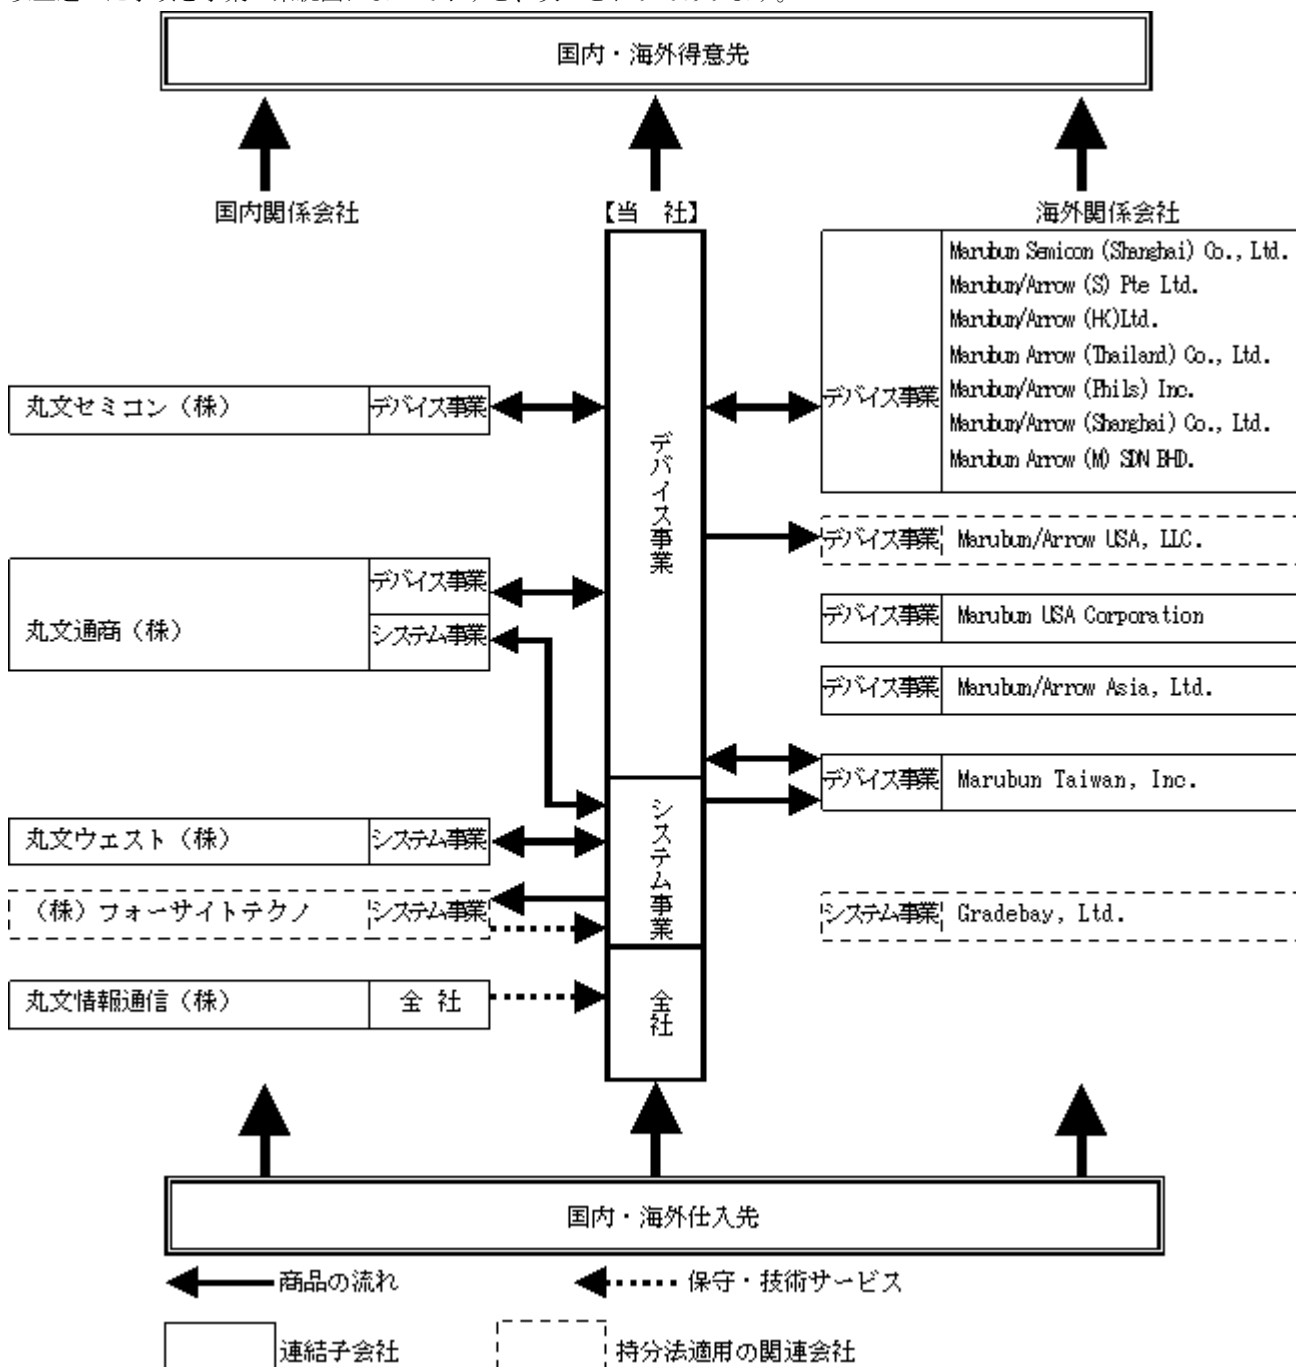 国内・海外得意先
国内関係会社
【当　社】
海外関係会社
丸文セミコン（株）
デバイス事業
丸文通商（株）
デバイス事業
システム事業
丸文ウェスト（株）
システム事業
（株）フォーサイトテクノ
システム事業
丸文情報通信（株）
全 社
デバイス事業
システム事業
全社
デバイス事業
Marubun Semicon (Shanghai) Co., Ltd.
Marubun/Arrow (S) Pte Ltd.
Marubun/Arrow (HK)Ltd.
Marubun Arrow (Thailand) Co., Ltd.
Marubun/Arrow (Phils) Inc.
Marubun/Arrow (Shanghai) Co., Ltd.
Marubun Arrow (M) SDN BHD.
デバイス事業
Marubun/Arrow USA, LLC.
デバイス事業
Marubun USA Corporation
デバイス事業
Marubun/Arrow Asia, Ltd.
デバイス事業
Marubun Taiwan, Inc.
システム事業
Gradebay, Ltd.
国内・海外仕入先
商品の流れ
保守・技術サービス
連結子会社
持分法適用の関連会社